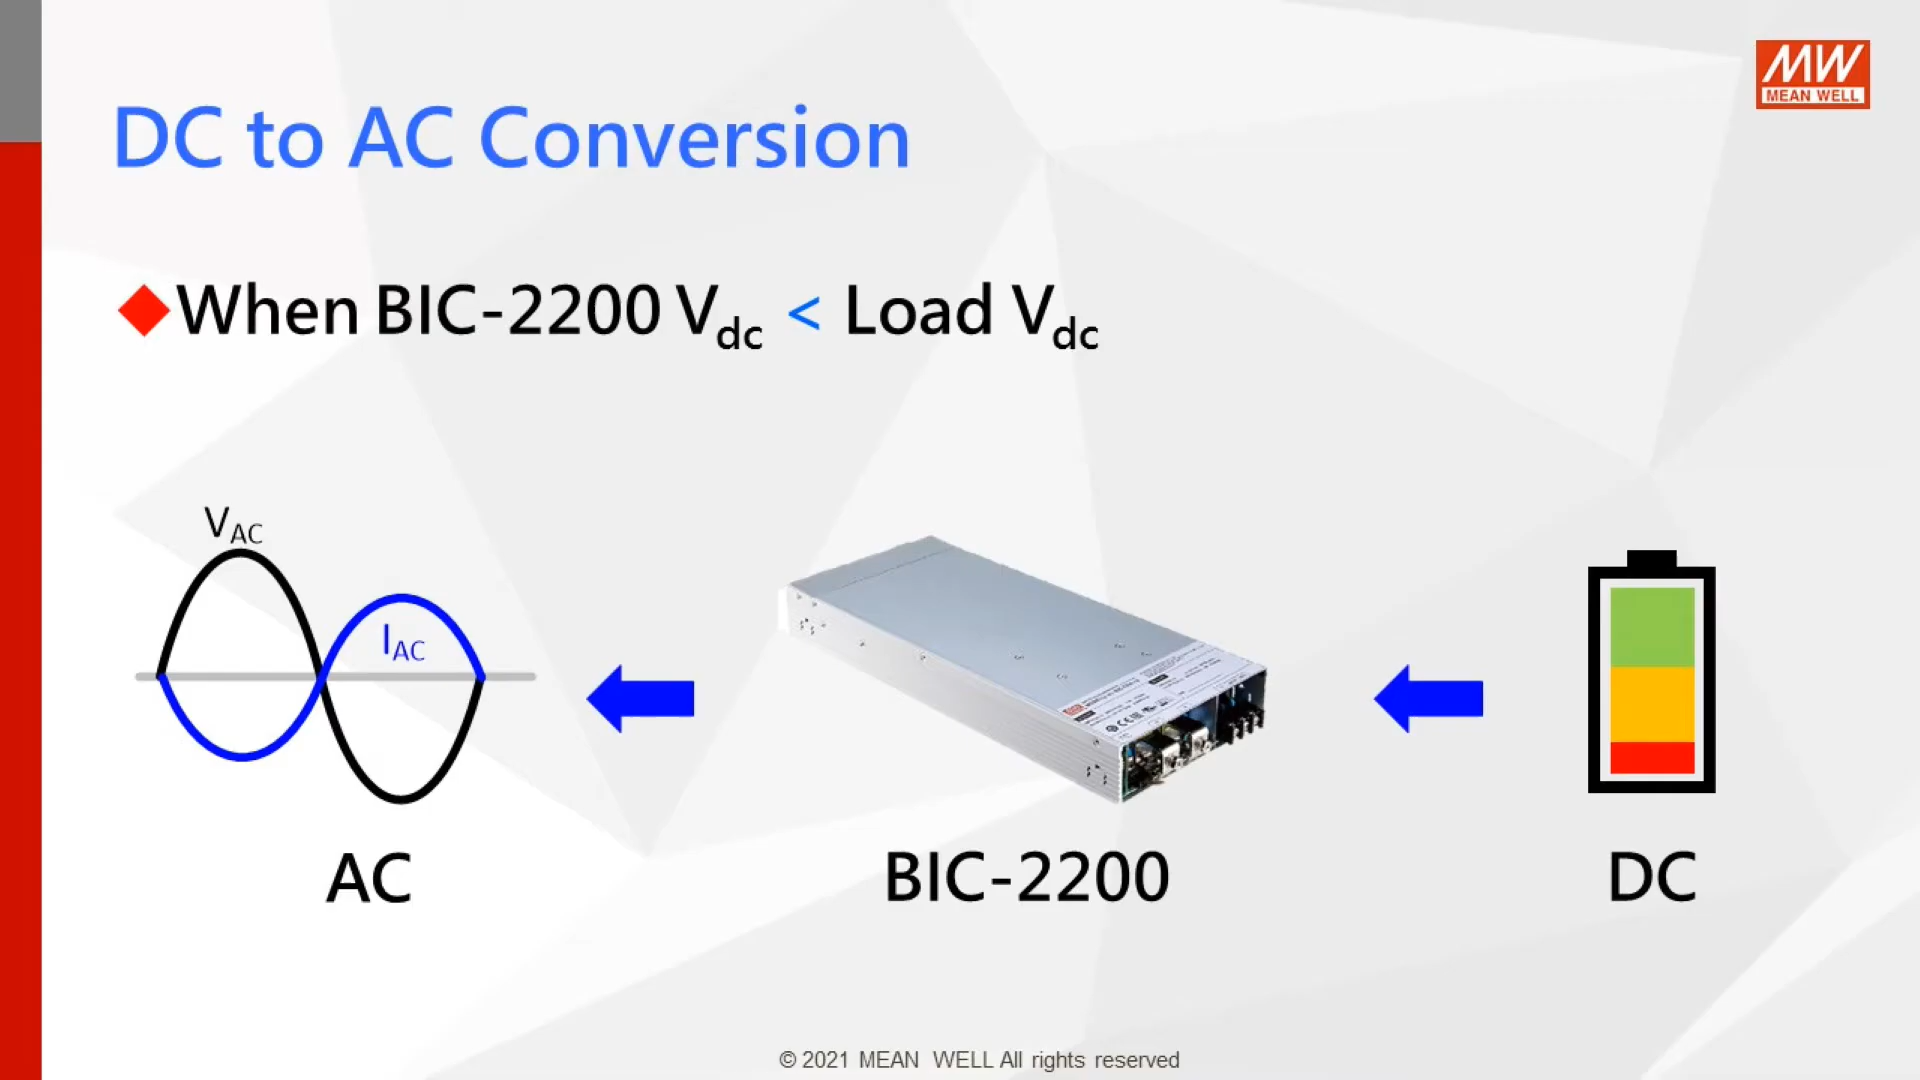 MW
MEAN WELL
DC to AC Conversion
When BIC-2200 Vdc < Load Vdc
VAC
IAC
AC
BIC-2200
DC
© 2021 MEAN WELL All rights reserved